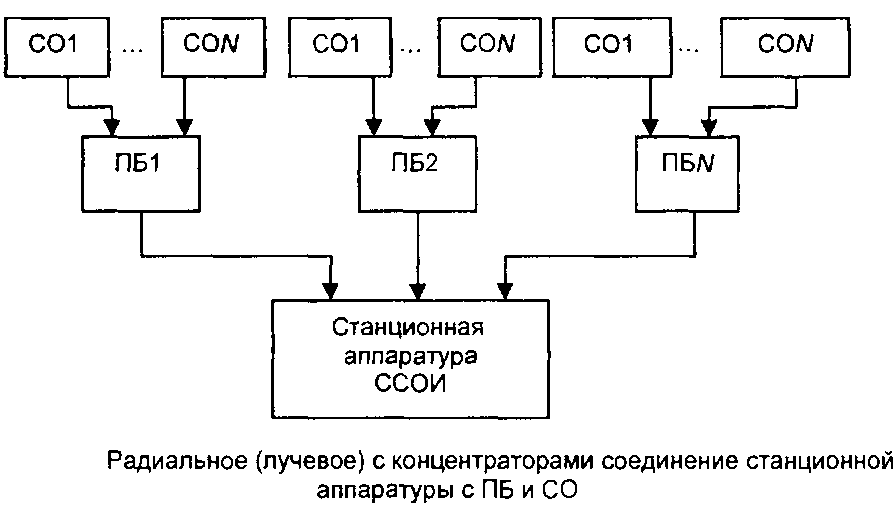 СО1 ... СОN СО1 ... СОN СО1 ... СОN
ПБ1 ПБ2 ПБN
Станционная
аппаратура
ССОИ
Радиальное (лучевое) с концентраторами соединение станционной
аппаратуры с ПБ и СО